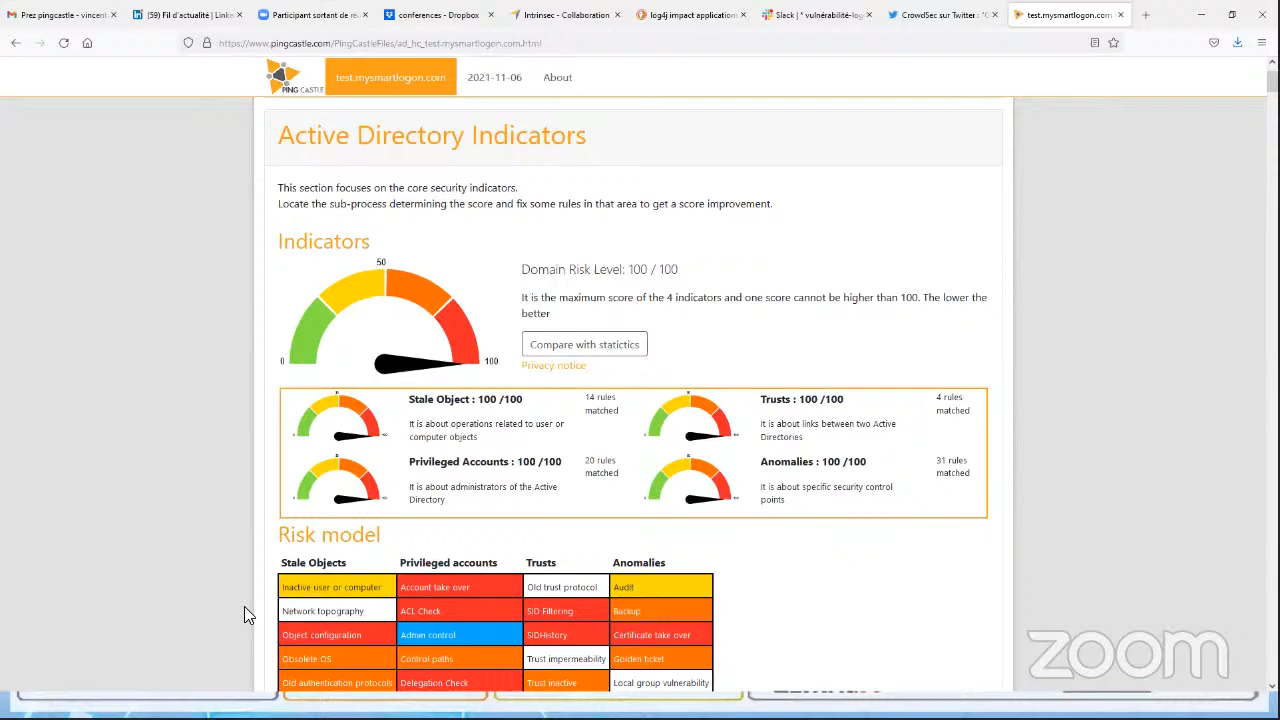 Prez pingcastle - vincent
(59) Fil d'actualité | Linke
Zoom
conferences - Dropbox
Intrinsec - Collaboration
log4j impact application
Slack | vulnérabilité-log
CrowdSec sur Twitter : "
test.mysmartlogon.com
https://www.pingcastle.com/PingCastleFiles/ad_hc_test.mysmartlogon.com.html
PING CASTLE
test.mysmartlogon.com
2021-11-06
About
Active Directory Indicators
This section focuses on the core security indicators.
Locate the sub-process determining the score and fix some rules in that area to get a score improvement.
Indicators
50
0
100
Domain Risk Level: 100 / 100
It is the maximum score of the 4 indicators and one score cannot be higher than 100. The lower the
better
Compare with statictics
Privacy notice
Stale Object : 100 /100
14 rules
matched
It is about operations related to user or
computer objects
Trusts : 100 /100
4 rules
matched
It is about links between two Active
Directories
Privileged Accounts : 100 /100
20 rules
matched
It is about administrators of the Active
Directory
Anomalies : 100 /100
31 rules
matched
It is about specific security control
points
Risk model
Stale Objects Privileged accounts Trusts Anomalies
Inactive user or computer Account take over Old trust protocol Audit
Network topography ACL Check SID Filtering Backup
Object configuration Admin control SIDHistory Certificate take over
Obsolete OS Control paths Trust impermeability Golden ticket
Old authentication protocols Delegation Check Trust inactive Local group vulnerability
zoom